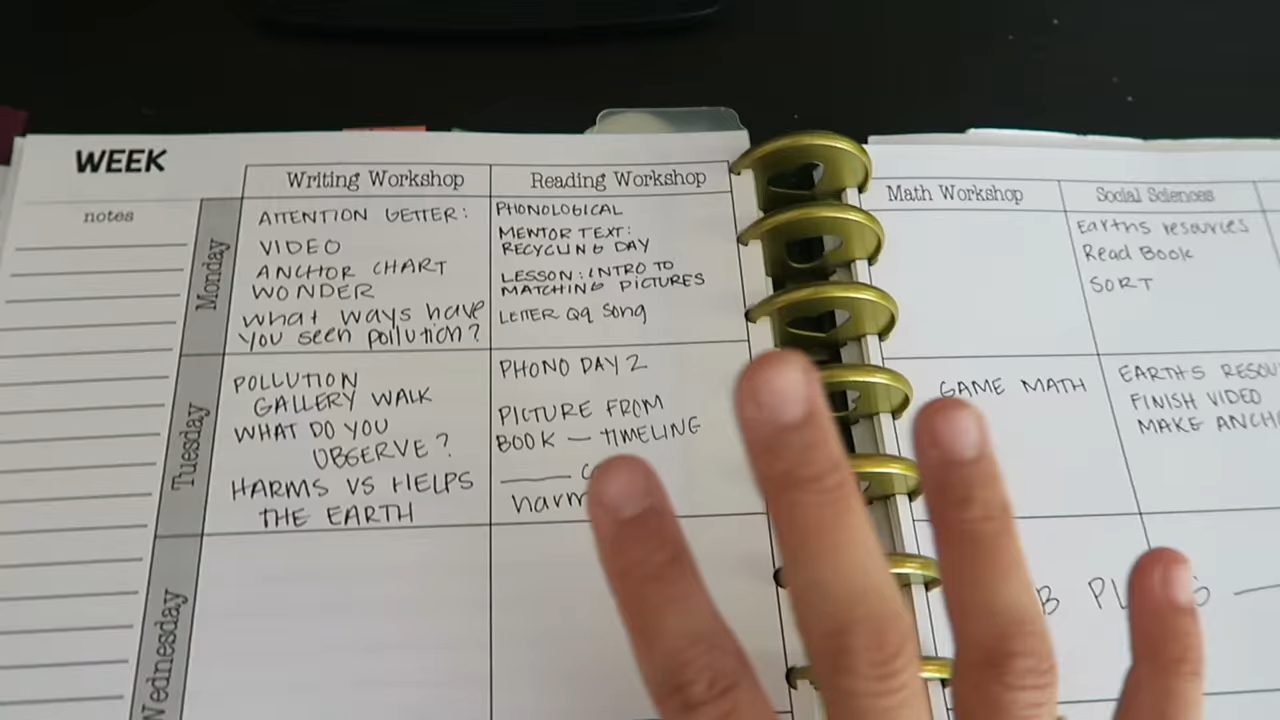 WEEK
notes
Writing Workshop
Reading Workshop
Math Workshop
Social Sciences
Monday
ATTENTION GETTER:
VIDEO
ANCHOR CHART
WONDER
What ways have
you seen pollution?
PHONOLOGICAL
MENTOR TEXT:
RECYCLING DAY
LESSON: INTRO TO
MATCHING PICTURES
LETTER Qq Song
Earths resources
Read Book
SORT
Tuesday
POLLUTION
GALLERY WALK
WHAT DO YOU
OBSERVE?
HARMS VS HELPS
THE EARTH
PHONO DAY 2
PICTURE FROM
BOOK — TIMELING
GAME MATH
EARTHS
FINISH VIDEO
MAKE
Wednesday